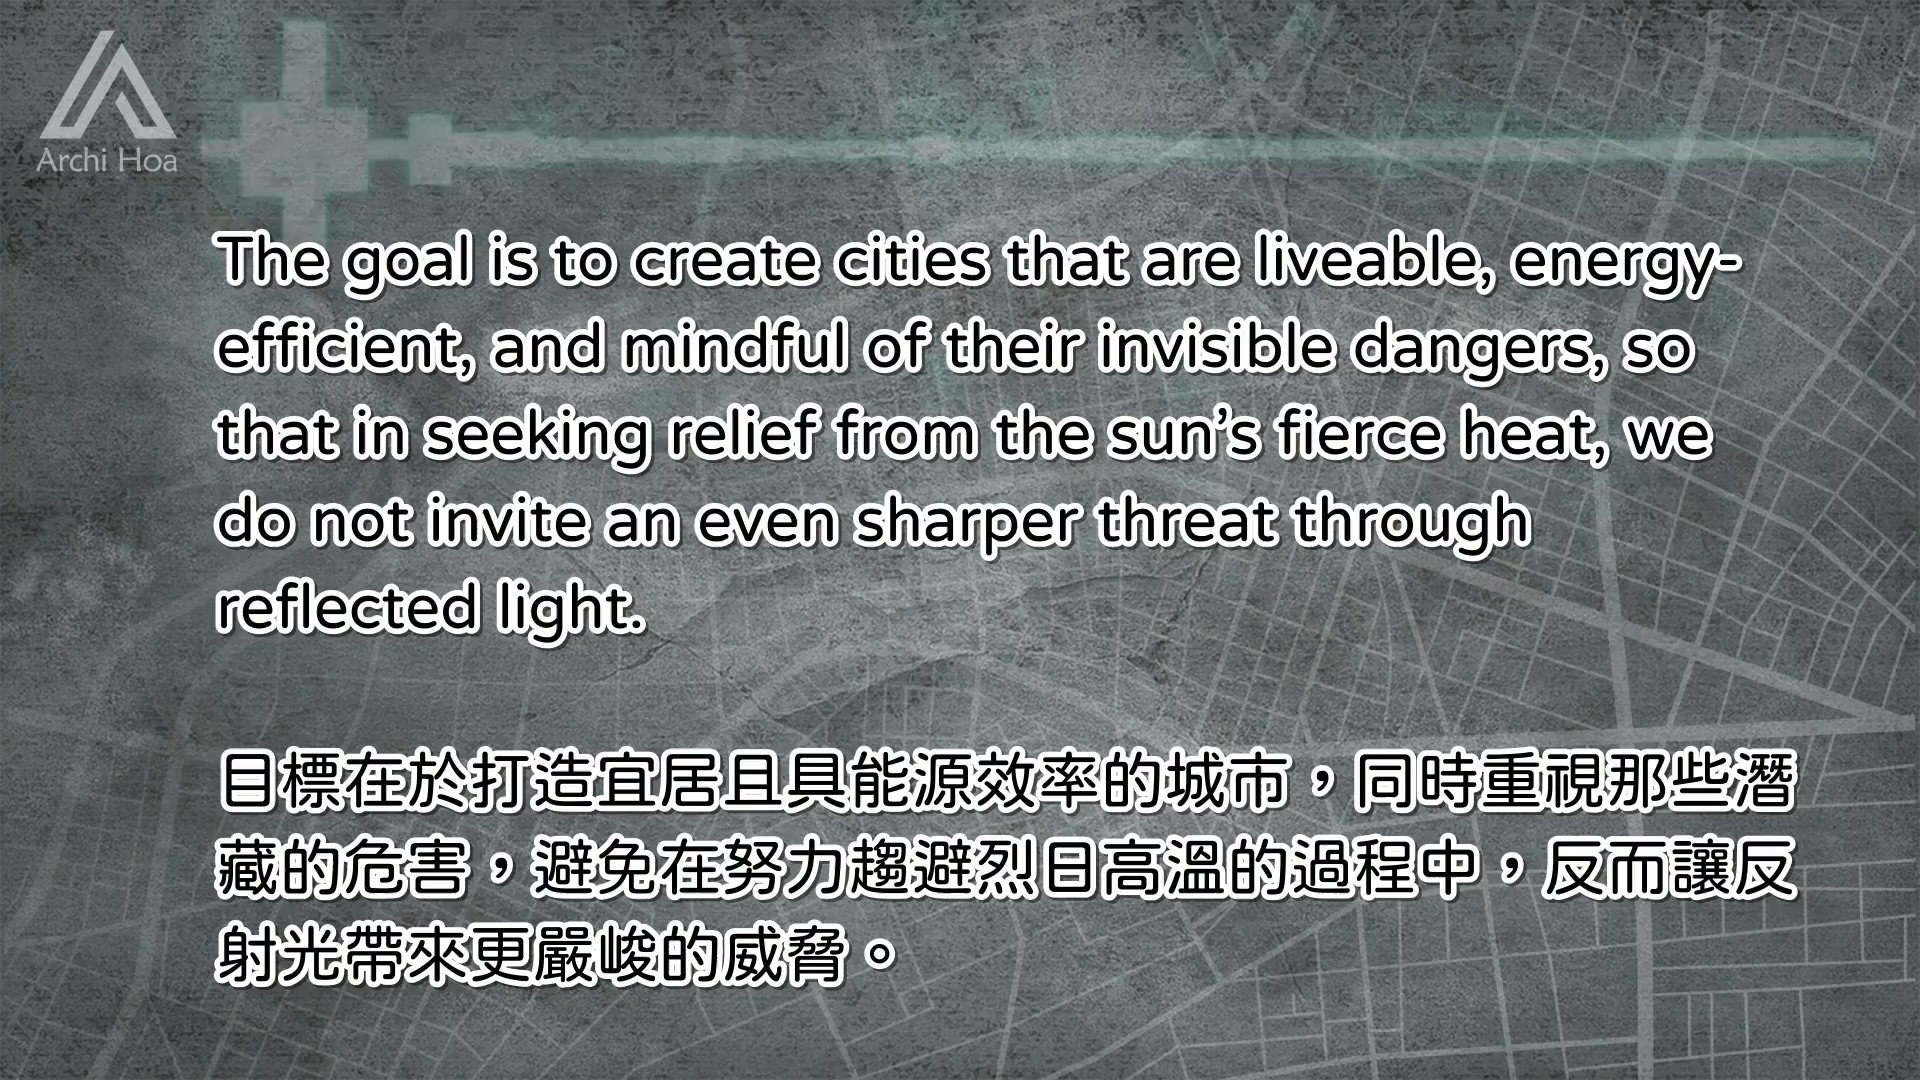 Archi Hoa
The goal is to create cities that are liveable, energy-
efficient, and mindful of their invisible dangers, so
that in seeking relief from the sun’s fierce heat, we
do not invite an even sharper threat through
reflected light.
目標在於打造宜居且具能源效率的城市，同時重視那些潛
藏的危害，避免在努力趨避烈日高溫的過程中，反而讓反
射光帶來更嚴峻的威脅。